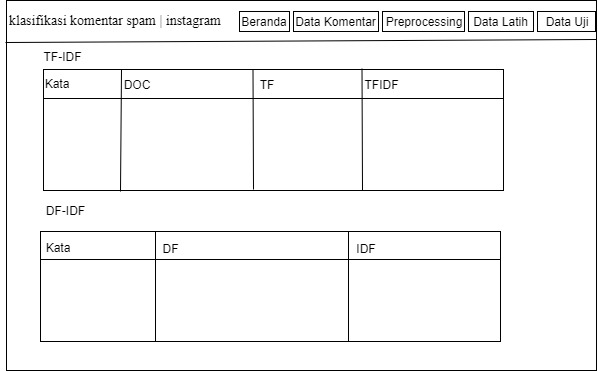 klasifikasi komentar spam | instagram Beranda Data Komentar Preprocessing Data Latih Data Uji
TF-IDF
Kata DOC TF TFIDF
DF-IDF
Kata DF IDF